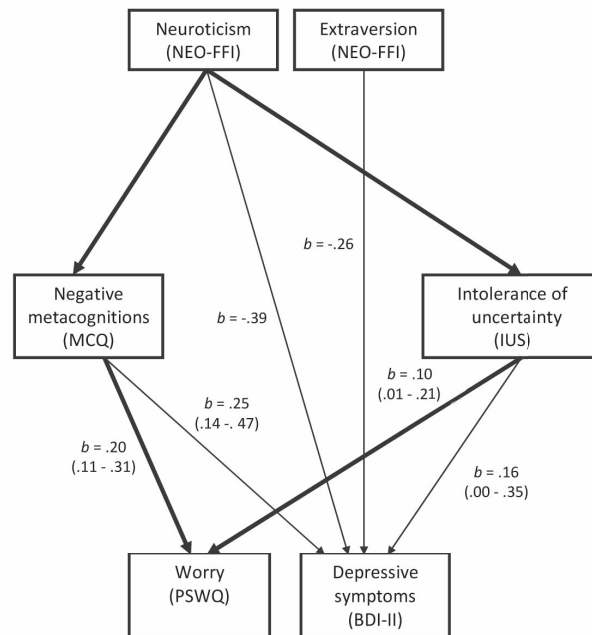 Neuroticism
(NEO-FFI)
Extraversion
(NEO-FFI)
b = -.26
Negative
metacognitions
(MCQ)
Intolerance of
uncertainty
(IUS)
b = -.39
b = .10
(.01 - .21)
b = .25
(.14 -. 47)
b = .20
(.11 - .31)
b = .16
(.00 - .35)
Worry
(PSWQ)
Depressive
symptoms
(BDI-II)